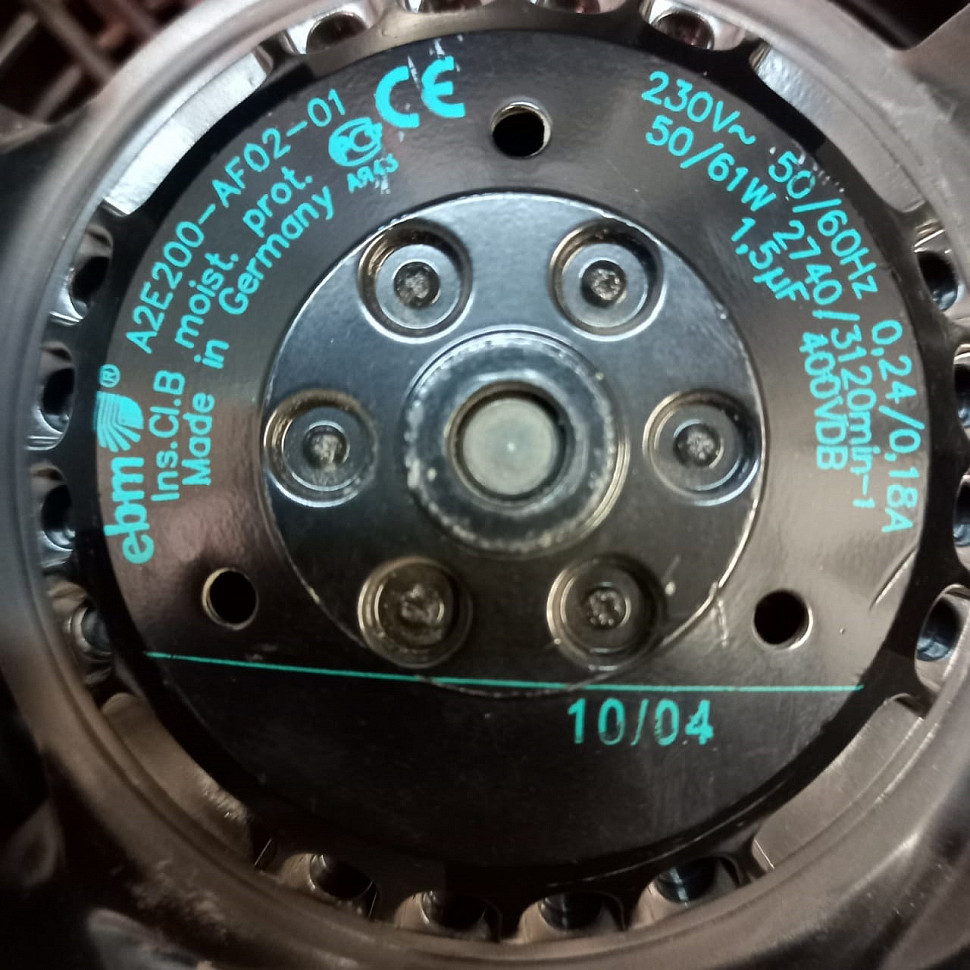 ebm®
A2E200-AF02-01
Ins.Cl.B moist. prot.
Made in Germany
CE
230V~ 50/60Hz 0,24/0,18A
50/61W 2740/3120min-1
1,5µF 400VDB
10/04